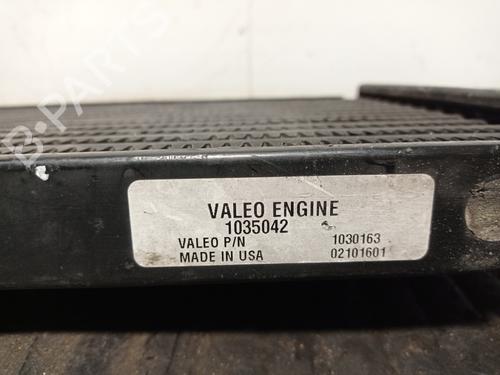 B-PARTS
VALEO ENGINE
1035042
VALEO P/N 1030163
MADE IN USA 02101601